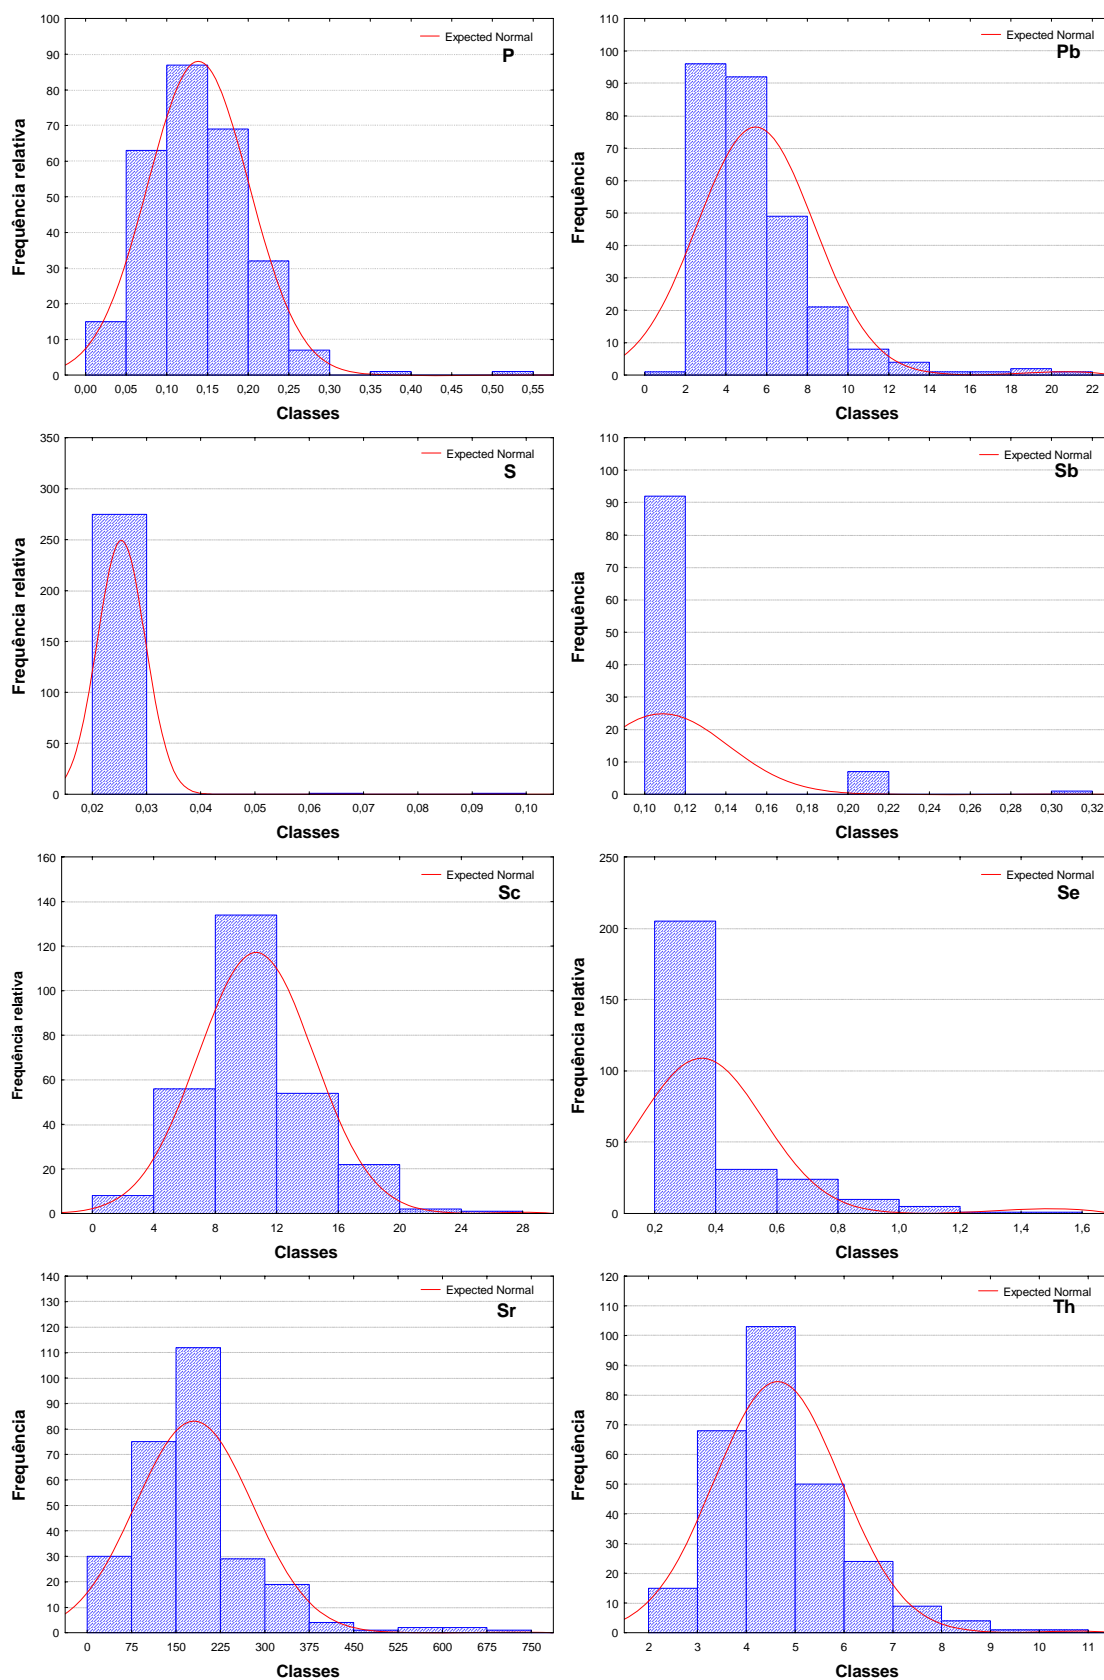 Expected Normal
P
Frequência relativa
100
90
80
70
60
50
40
30
20
10
0
0,00 0,05 0,10 0,15 0,20 0,25 0,30 0,35 0,40 0,45 0,50 0,55
Classes
Expected Normal
Pb
Frequência
110
100
90
80
70
60
50
40
30
20
10
0
0 2 4 6 8 10 12 14 16 18 20 22
Classes
Expected Normal
S
Frequência relativa
350
300
250
200
150
100
50
0
0,02 0,03 0,04 0,05 0,06 0,07 0,08 0,09 0,10
Classes
Expected Normal
Sb
Frequência
110
100
90
80
70
60
50
40
30
20
10
0
0,10 0,12 0,14 0,16 0,18 0,20 0,22 0,24 0,26 0,28 0,30 0,32
Classes
Expected Normal
Sc
Frequência relativa
160
140
120
100
80
60
40
20
0
0 4 8 12 16 20 24 28
Classes
Expected Normal
Se
Frequência relativa
250
200
150
100
50
0
0,2 0,4 0,6 0,8 1,0 1,2 1,4 1,6
Classes
Expected Normal
Sr
Frequência
140
130
120
110
100
90
80
70
60
50
40
30
20
10
0
0 75 150 225 300 375 450 525 600 675 750
Classes
Expected Normal
Th
Frequência
120
110
100
90
80
70
60
50
40
30
20
10
0
2 3 4 5 6 7 8 9 10 11
Classes